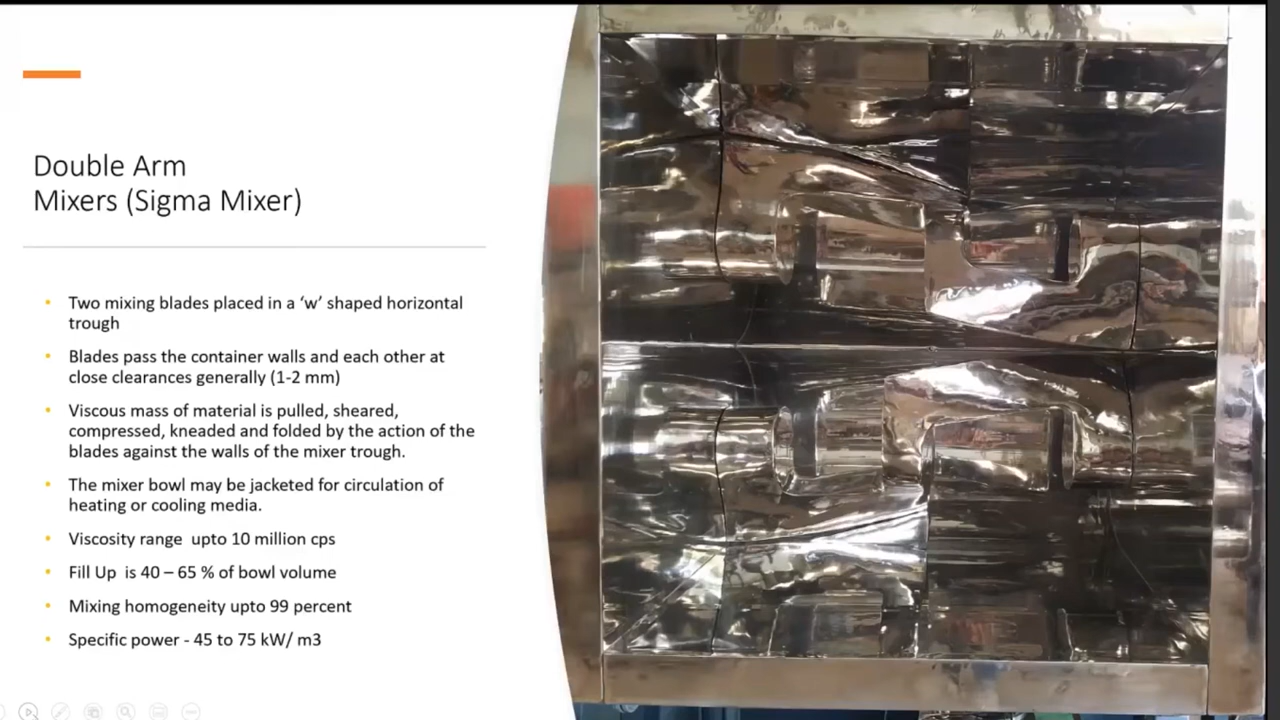 Double Arm
Mixers (Sigma Mixer)
• Two mixing blades placed in a ‘w’ shaped horizontal
trough
• Blades pass the container walls and each other at
close clearances generally (1-2 mm)
• Viscous mass of material is pulled, sheared,
compressed, kneaded and folded by the action of the
blades against the walls of the mixer trough.
• The mixer bowl may be jacketed for circulation of
heating or cooling media.
• Viscosity range  upto 10 million cps
• Fill Up  is 40 – 65 % of bowl volume
• Mixing homogeneity upto 99 percent
• Specific power - 45 to 75 kW/ m3